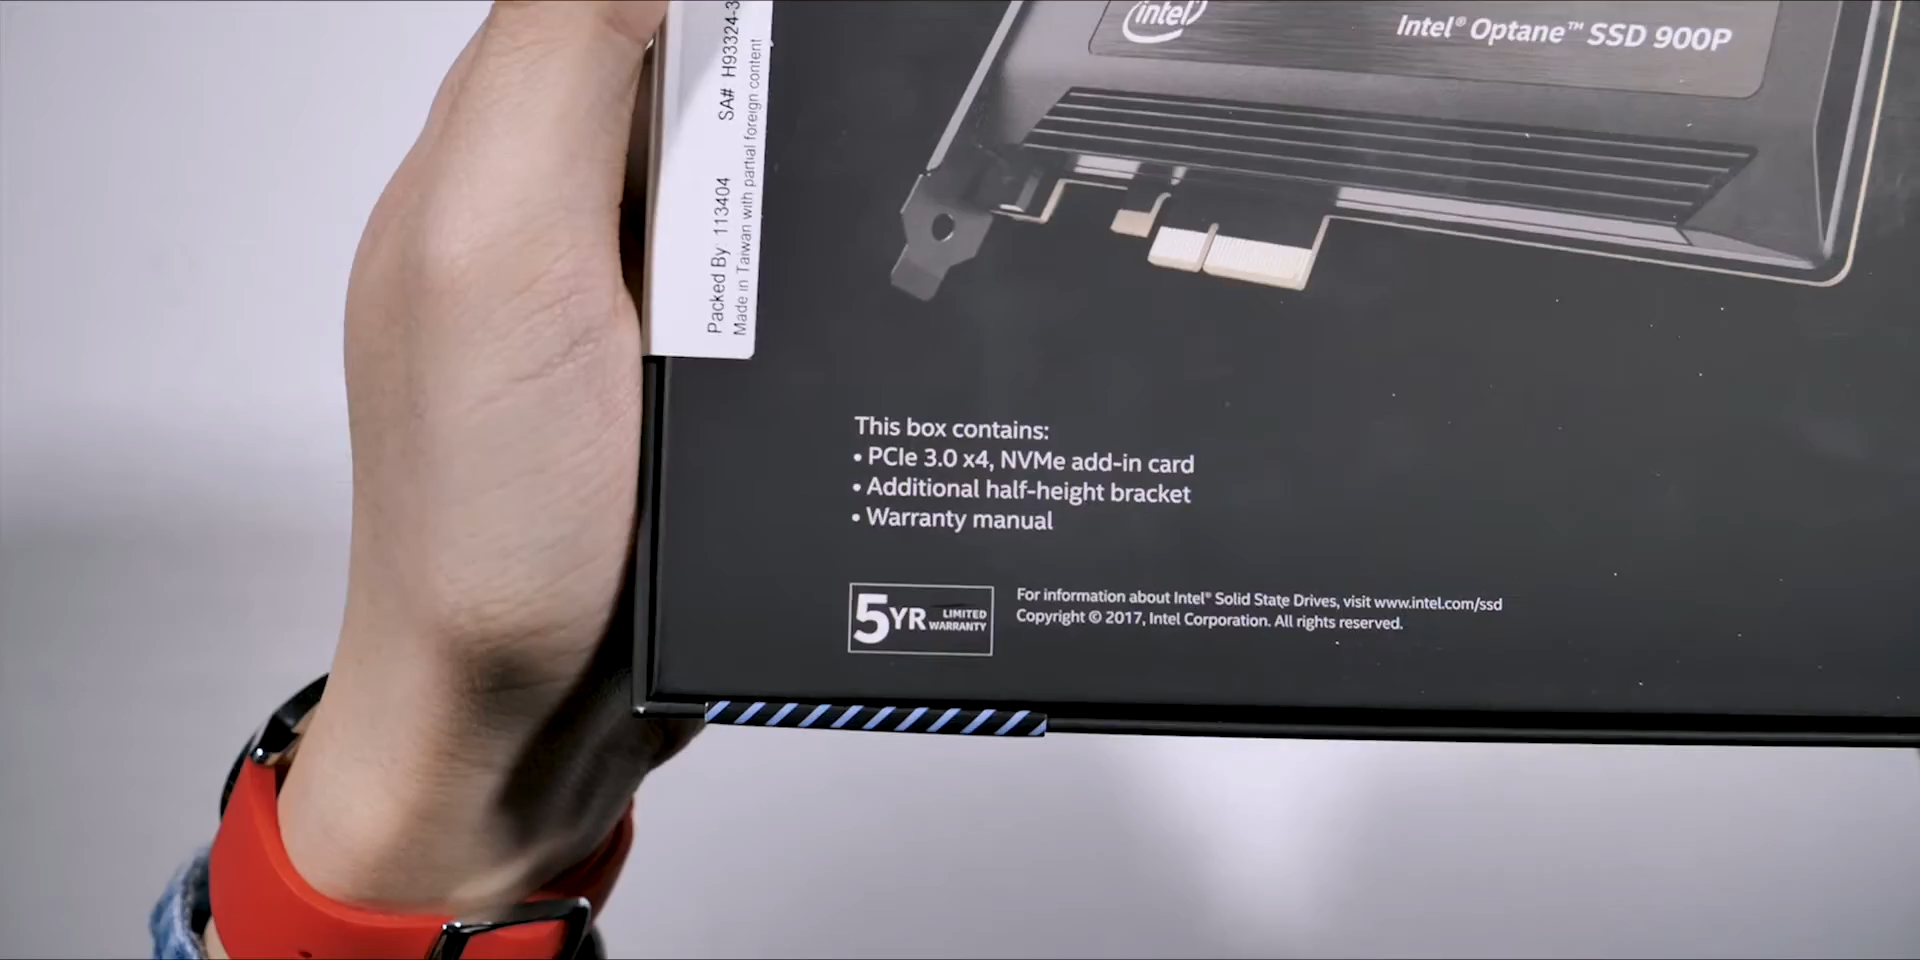 intel
Intel® Optane™ SSD 900P
SA# H93324-3
Packed By: 113404
Made in Taiwan with partial foreign content
This box contains:
• PCIe 3.0 x4, NVMe add-in card
• Additional half-height bracket
• Warranty manual
5YR LIMITED WARRANTY
For information about Intel® Solid State Drives, visit www.intel.com/ssd
Copyright © 2017, Intel Corporation. All rights reserved.